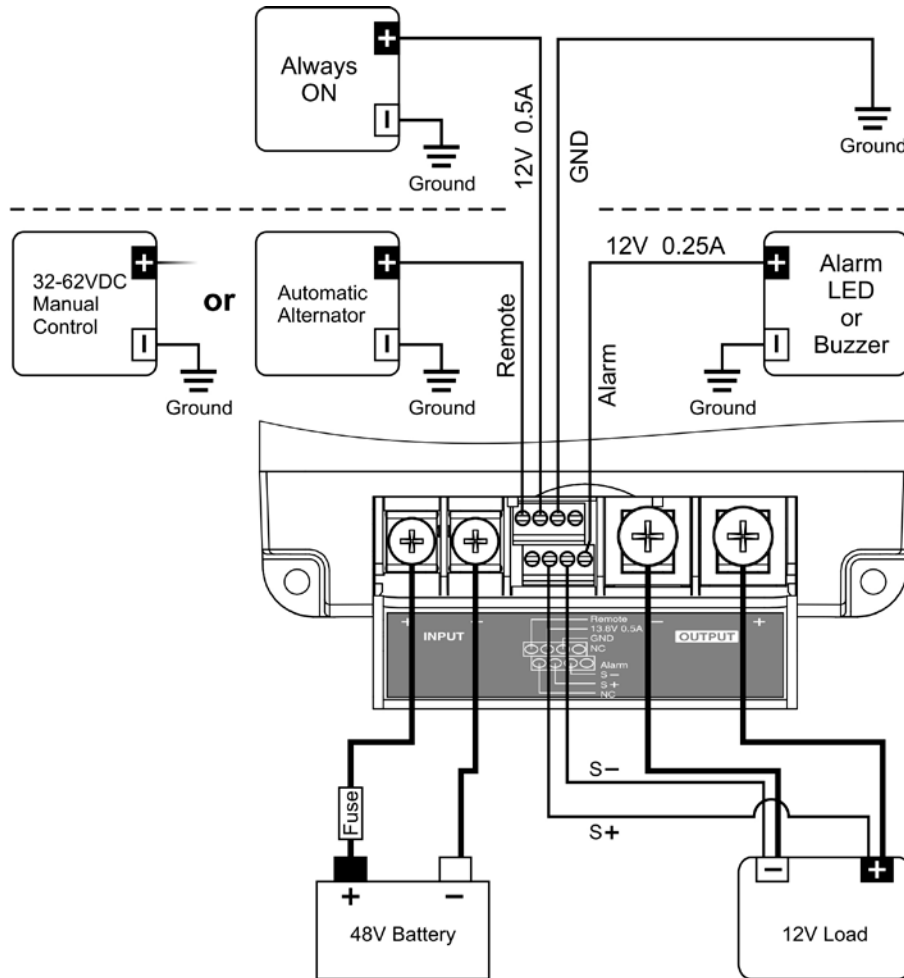 Always
ON
+
−
Ground
12V 0.5A
GND
Ground
32-62VDC
Manual
Control
+
−
Ground
or
Automatic
Alternator
+
−
Ground
Remote
12V 0.25A
Alarm
Alarm
LED
or
Buzzer
+
−
Ground
+
INPUT
−
Remote
13.8V 0.5A
GND
NC
Alarm
S −
S +
NC
−
OUTPUT
+
S−
S+
Fuse
+
−
48V Battery
−
+
12V Load